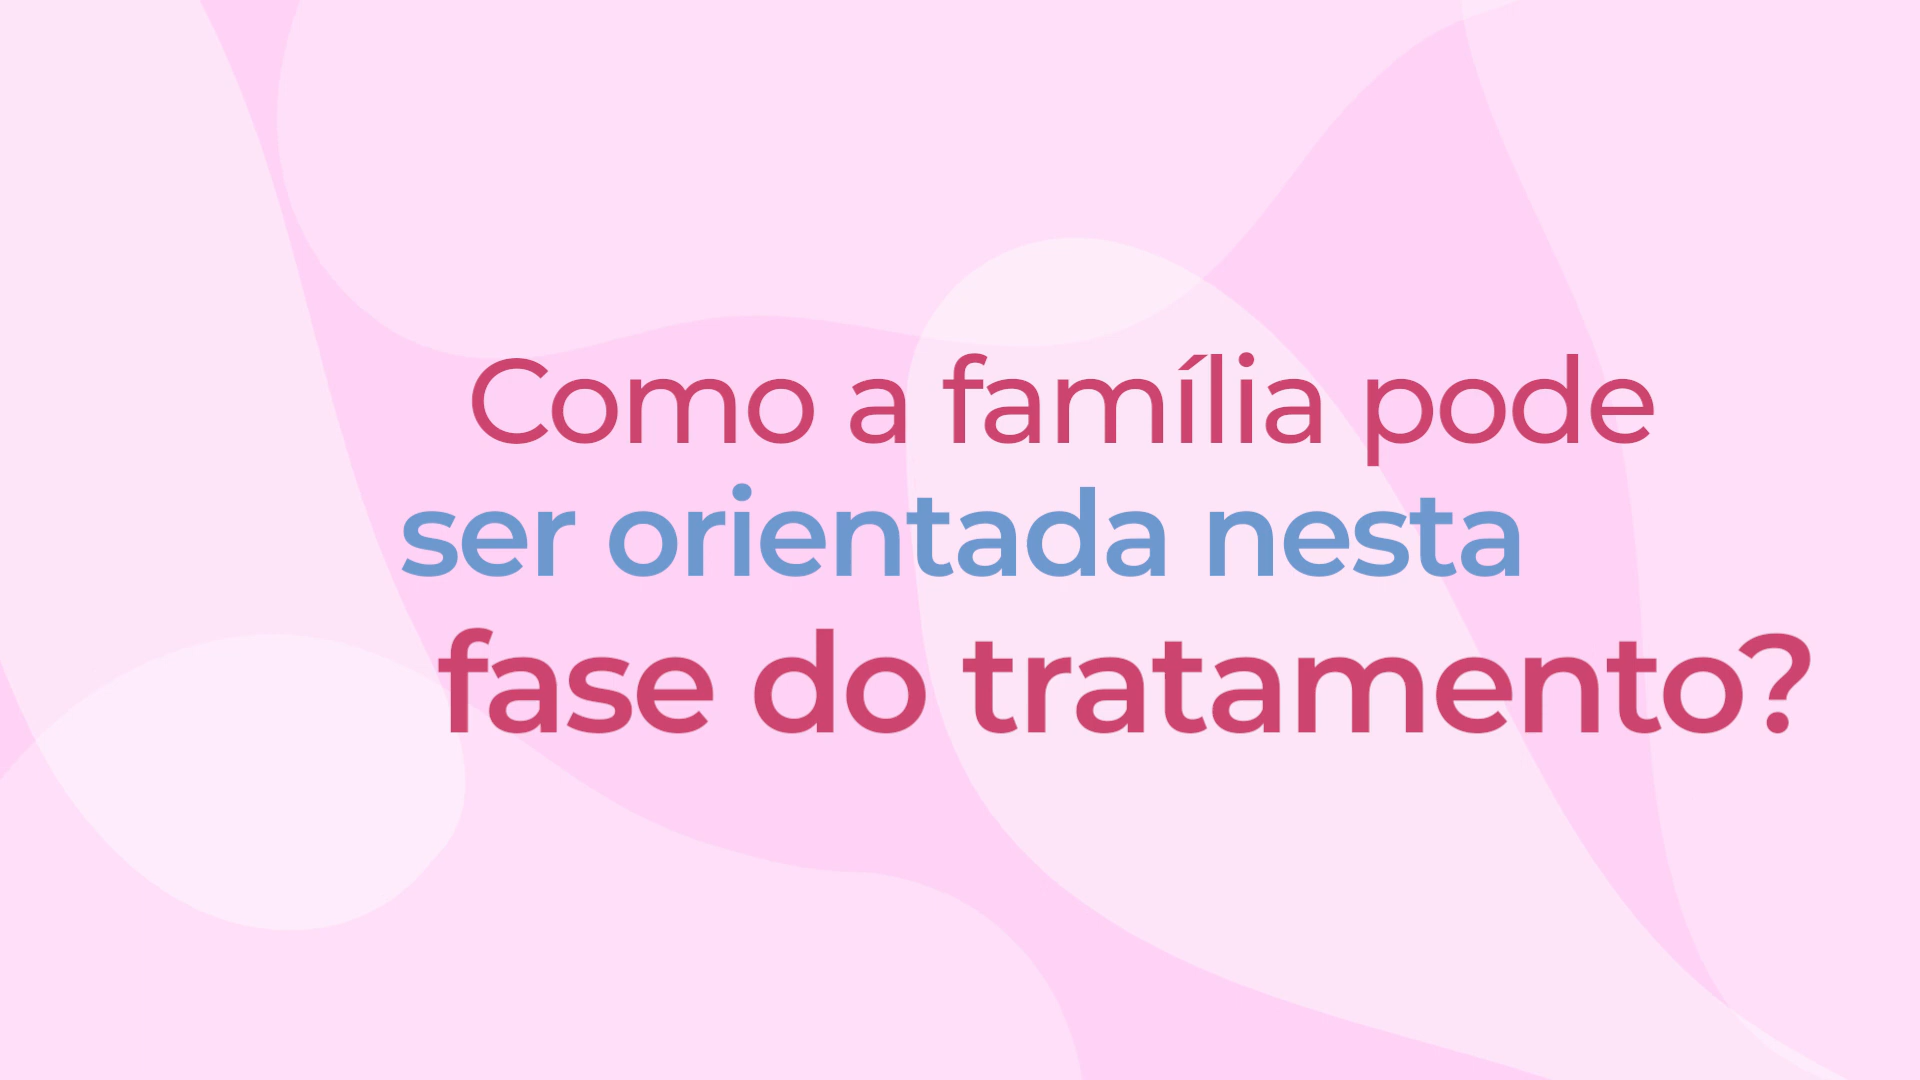 Como a família pode
ser orientada nesta
fase do tratamento?